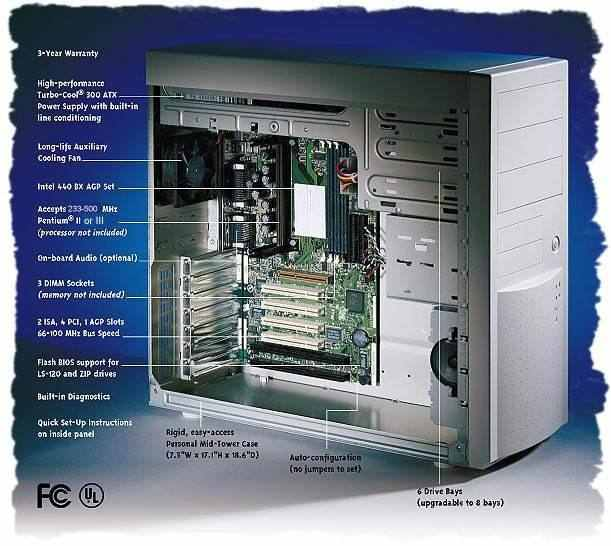 3-Year Warranty
High-performance
Turbo-Cool® 300 ATX
Power Supply with built-in
line conditioning
Long-life Auxiliary
Cooling Fan
Intel 440 BX AGP Set
Accepts 233-500 MHz
Pentium® II or III
(processor not included)
On-board Audio (optional)
3 DIMM Sockets
(memory not included)
2 ISA, 4 PCI, 1 AGP Slots
66-100 MHz Bus Speed
Flash BIOS support for
LS-120 and ZIP drives
Built-in Diagnostics
Quick Set-Up Instructions
on inside panel
Rigid, easy-access
Personal Mid-Tower Case
(7.3"W x 17.1"H x 18.6"D)
Auto-configuration
(no jumpers to set)
6 Drive Bays
(upgradable to 8 bays)
FC UL